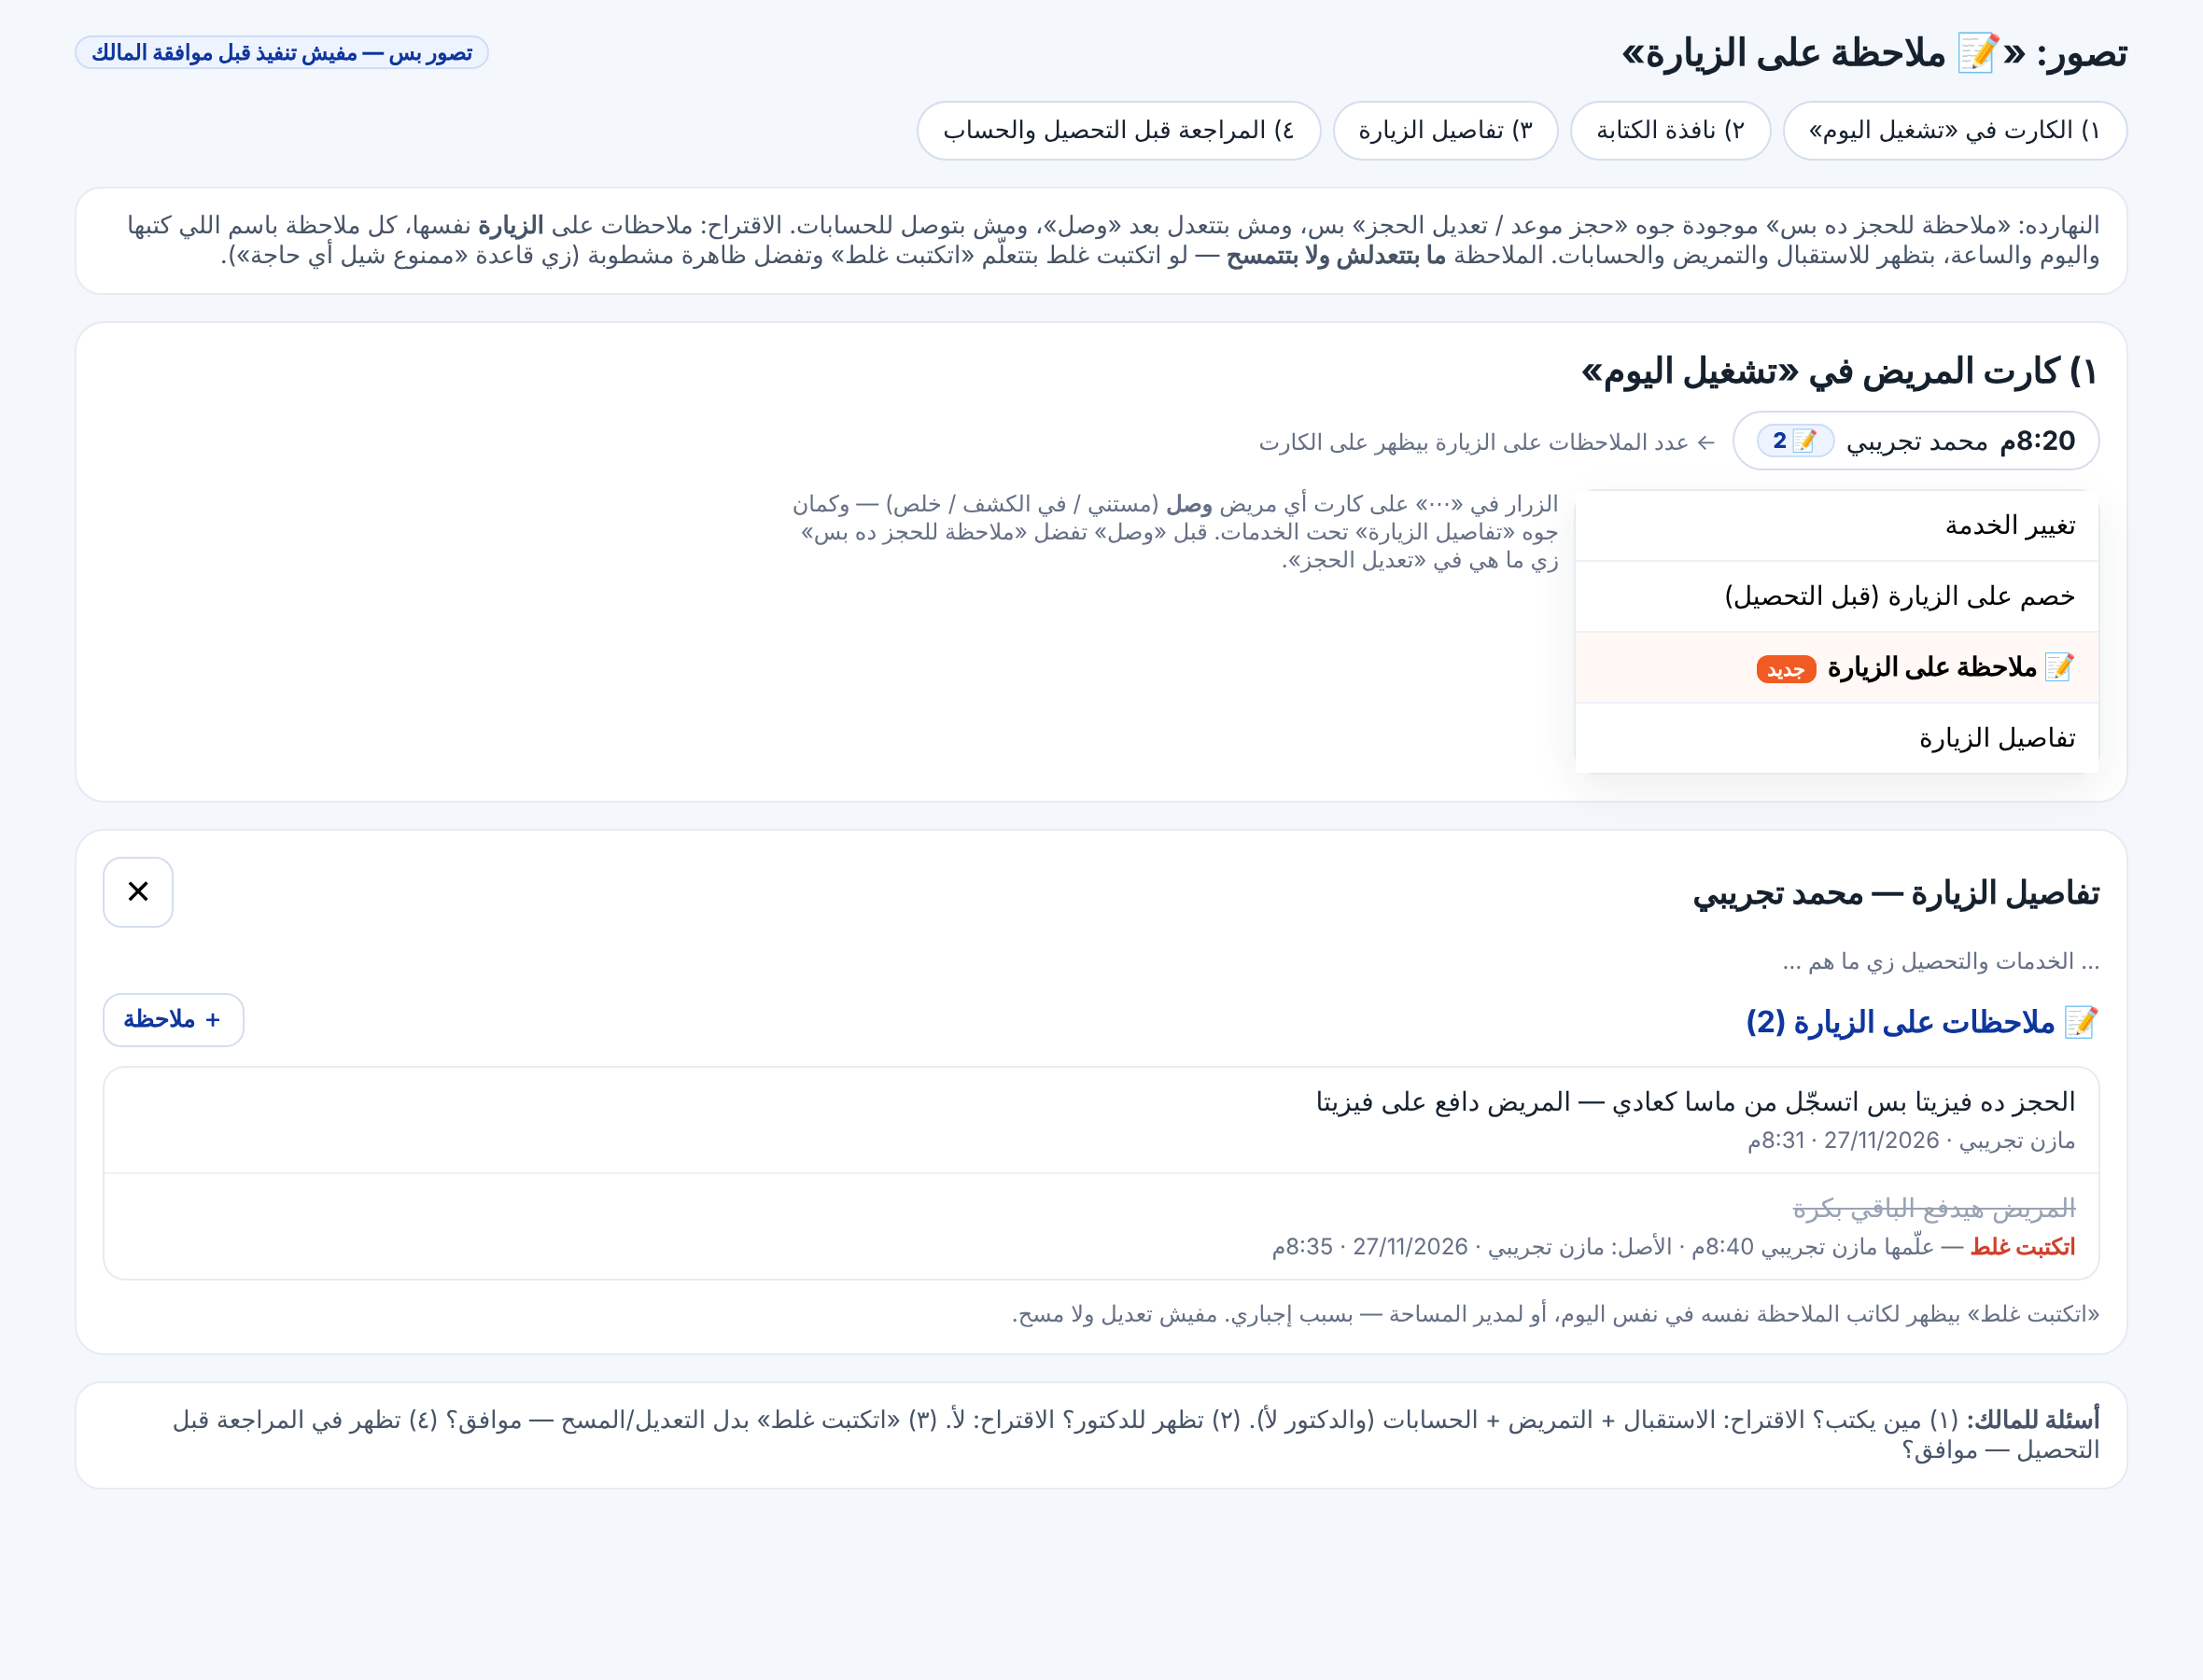 تصور: «📝 ملاحظة على الزيارة»
تصور بس — مفيش تنفيذ قبل موافقة المالك
١) الكارت في «تشغيل اليوم»
٢) نافذة الكتابة
٣) تفاصيل الزيارة
٤) المراجعة قبل التحصيل والحساب
النهارده: «ملاحظة للحجز ده بس» موجودة جوه «حجز موعد / تعديل الحجز» بس، ومش بتتعدل بعد «وصل»، ومش بتوصل للحسابات. الاقتراح: ملاحظات على الزيارة نفسها، كل ملاحظة باسم اللي كتبها
واليوم والساعة، بتظهر للاستقبال والتمريض والحسابات. الملاحظة ما بتتعدلش ولا بتتمسح — لو اتكتبت غلط بتتعلّم «اتكتبت غلط» وتفضل ظاهرة مشطوبة (زي قاعدة «ممنوع شيل أي حاجة»).
١) كارت المريض في «تشغيل اليوم»
8:20م محمد تجريبي 📝 2
← عدد الملاحظات على الزيارة بيظهر على الكارت
تغيير الخدمة
خصم على الزيارة (قبل التحصيل)
📝 ملاحظة على الزيارة جديد
تفاصيل الزيارة
الزرار في «⋯» على كارت أي مريض وصل (مستني / في الكشف / خلص) — وكمان
جوه «تفاصيل الزيارة» تحت الخدمات. قبل «وصل» تفضل «ملاحظة للحجز ده بس»
زي ما هي في «تعديل الحجز».
تفاصيل الزيارة — محمد تجريبي
✕
... الخدمات والتحصيل زي ما هم ...
📝 ملاحظات على الزيارة (2)
+ ملاحظة
الحجز ده فيزيتا بس اتسجّل من ماسا كعادي — المريض دافع على فيزيتا
مازن تجريبي · 27/11/2026 · 8:31م
المريض هيدفع الباقي بكرة
اتكتبت غلط — علّمها مازن تجريبي 8:40م · الأصل: مازن تجريبي · 27/11/2026 · 8:35م
«اتكتبت غلط» بيظهر لكاتب الملاحظة نفسه في نفس اليوم، أو لمدير المساحة — بسبب إجباري. مفيش تعديل ولا مسح.
أسئلة للمالك: (١) مين يكتب؟ الاقتراح: الاستقبال + التمريض + الحسابات (والدكتور لأ). (٢) تظهر للدكتور؟ الاقتراح: لأ. (٣) «اتكتبت غلط» بدل التعديل/المسح — موافق؟ (٤) تظهر في المراجعة قبل
التحصيل — موافق؟